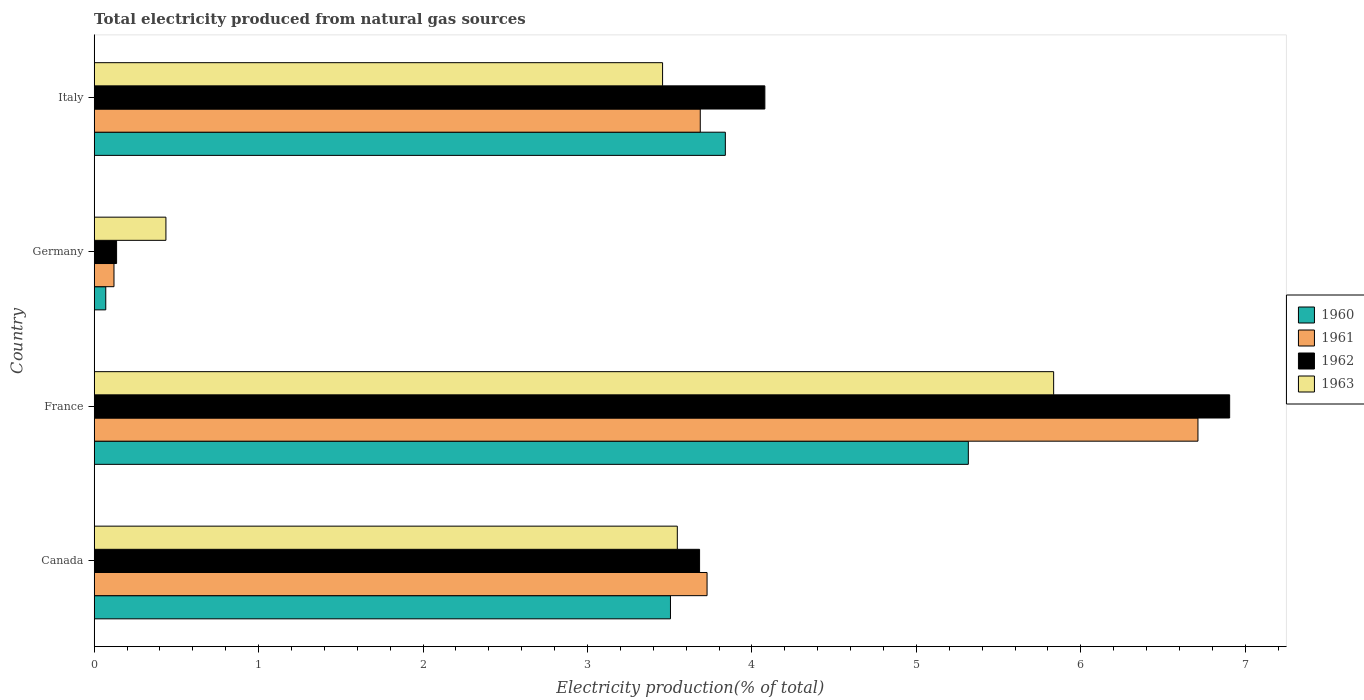 Total electricity produced from natural gas sources
Italy
Germany
France
Canada
Country
0 1 2 3 4 5 6 7
Electricity production(% of total)
1960
1961
1962
1963